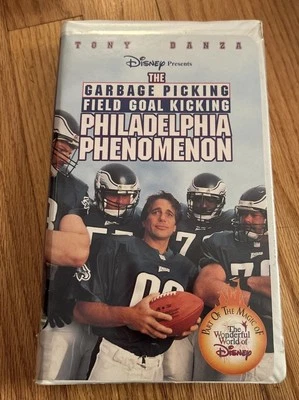 TONY DANZA
DISNEY Presents
THE
GARBAGE PICKING
FIELD GOAL KICKING
PHILADELPHIA
PHENOMENON
PART OF THE MAGIC OF
The
Wonderful
World of
DISNEY